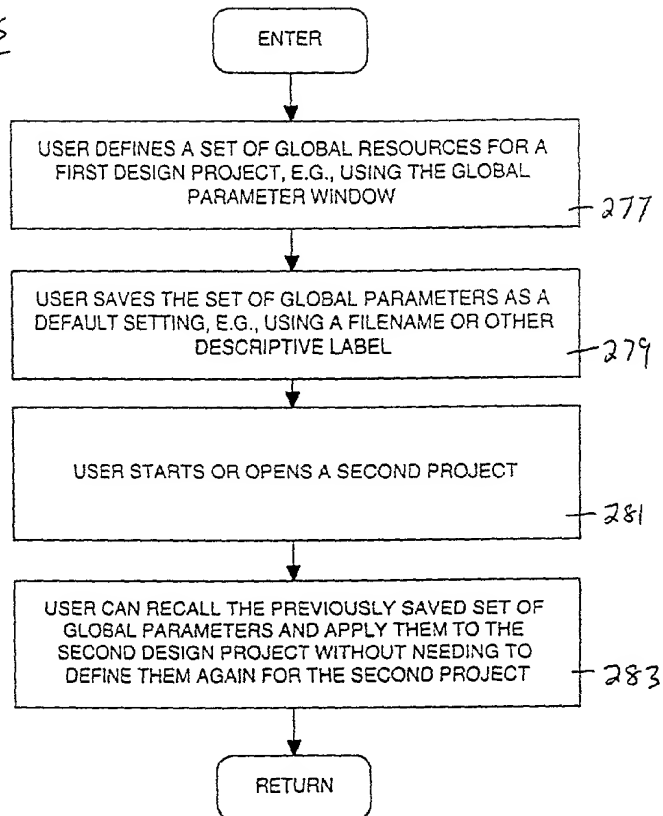 ENTER
USER DEFINES A SET OF GLOBAL RESOURCES FOR A
FIRST DESIGN PROJECT, E.G., USING THE GLOBAL
PARAMETER WINDOW
277
USER SAVES THE SET OF GLOBAL PARAMETERS AS A
DEFAULT SETTING, E.G., USING A FILENAME OR OTHER
DESCRIPTIVE LABEL
279
USER STARTS OR OPENS A SECOND PROJECT
281
USER CAN RECALL THE PREVIOUSLY SAVED SET OF
GLOBAL PARAMETERS AND APPLY THEM TO THE
SECOND DESIGN PROJECT WITHOUT NEEDING TO
DEFINE THEM AGAIN FOR THE SECOND PROJECT
283
RETURN